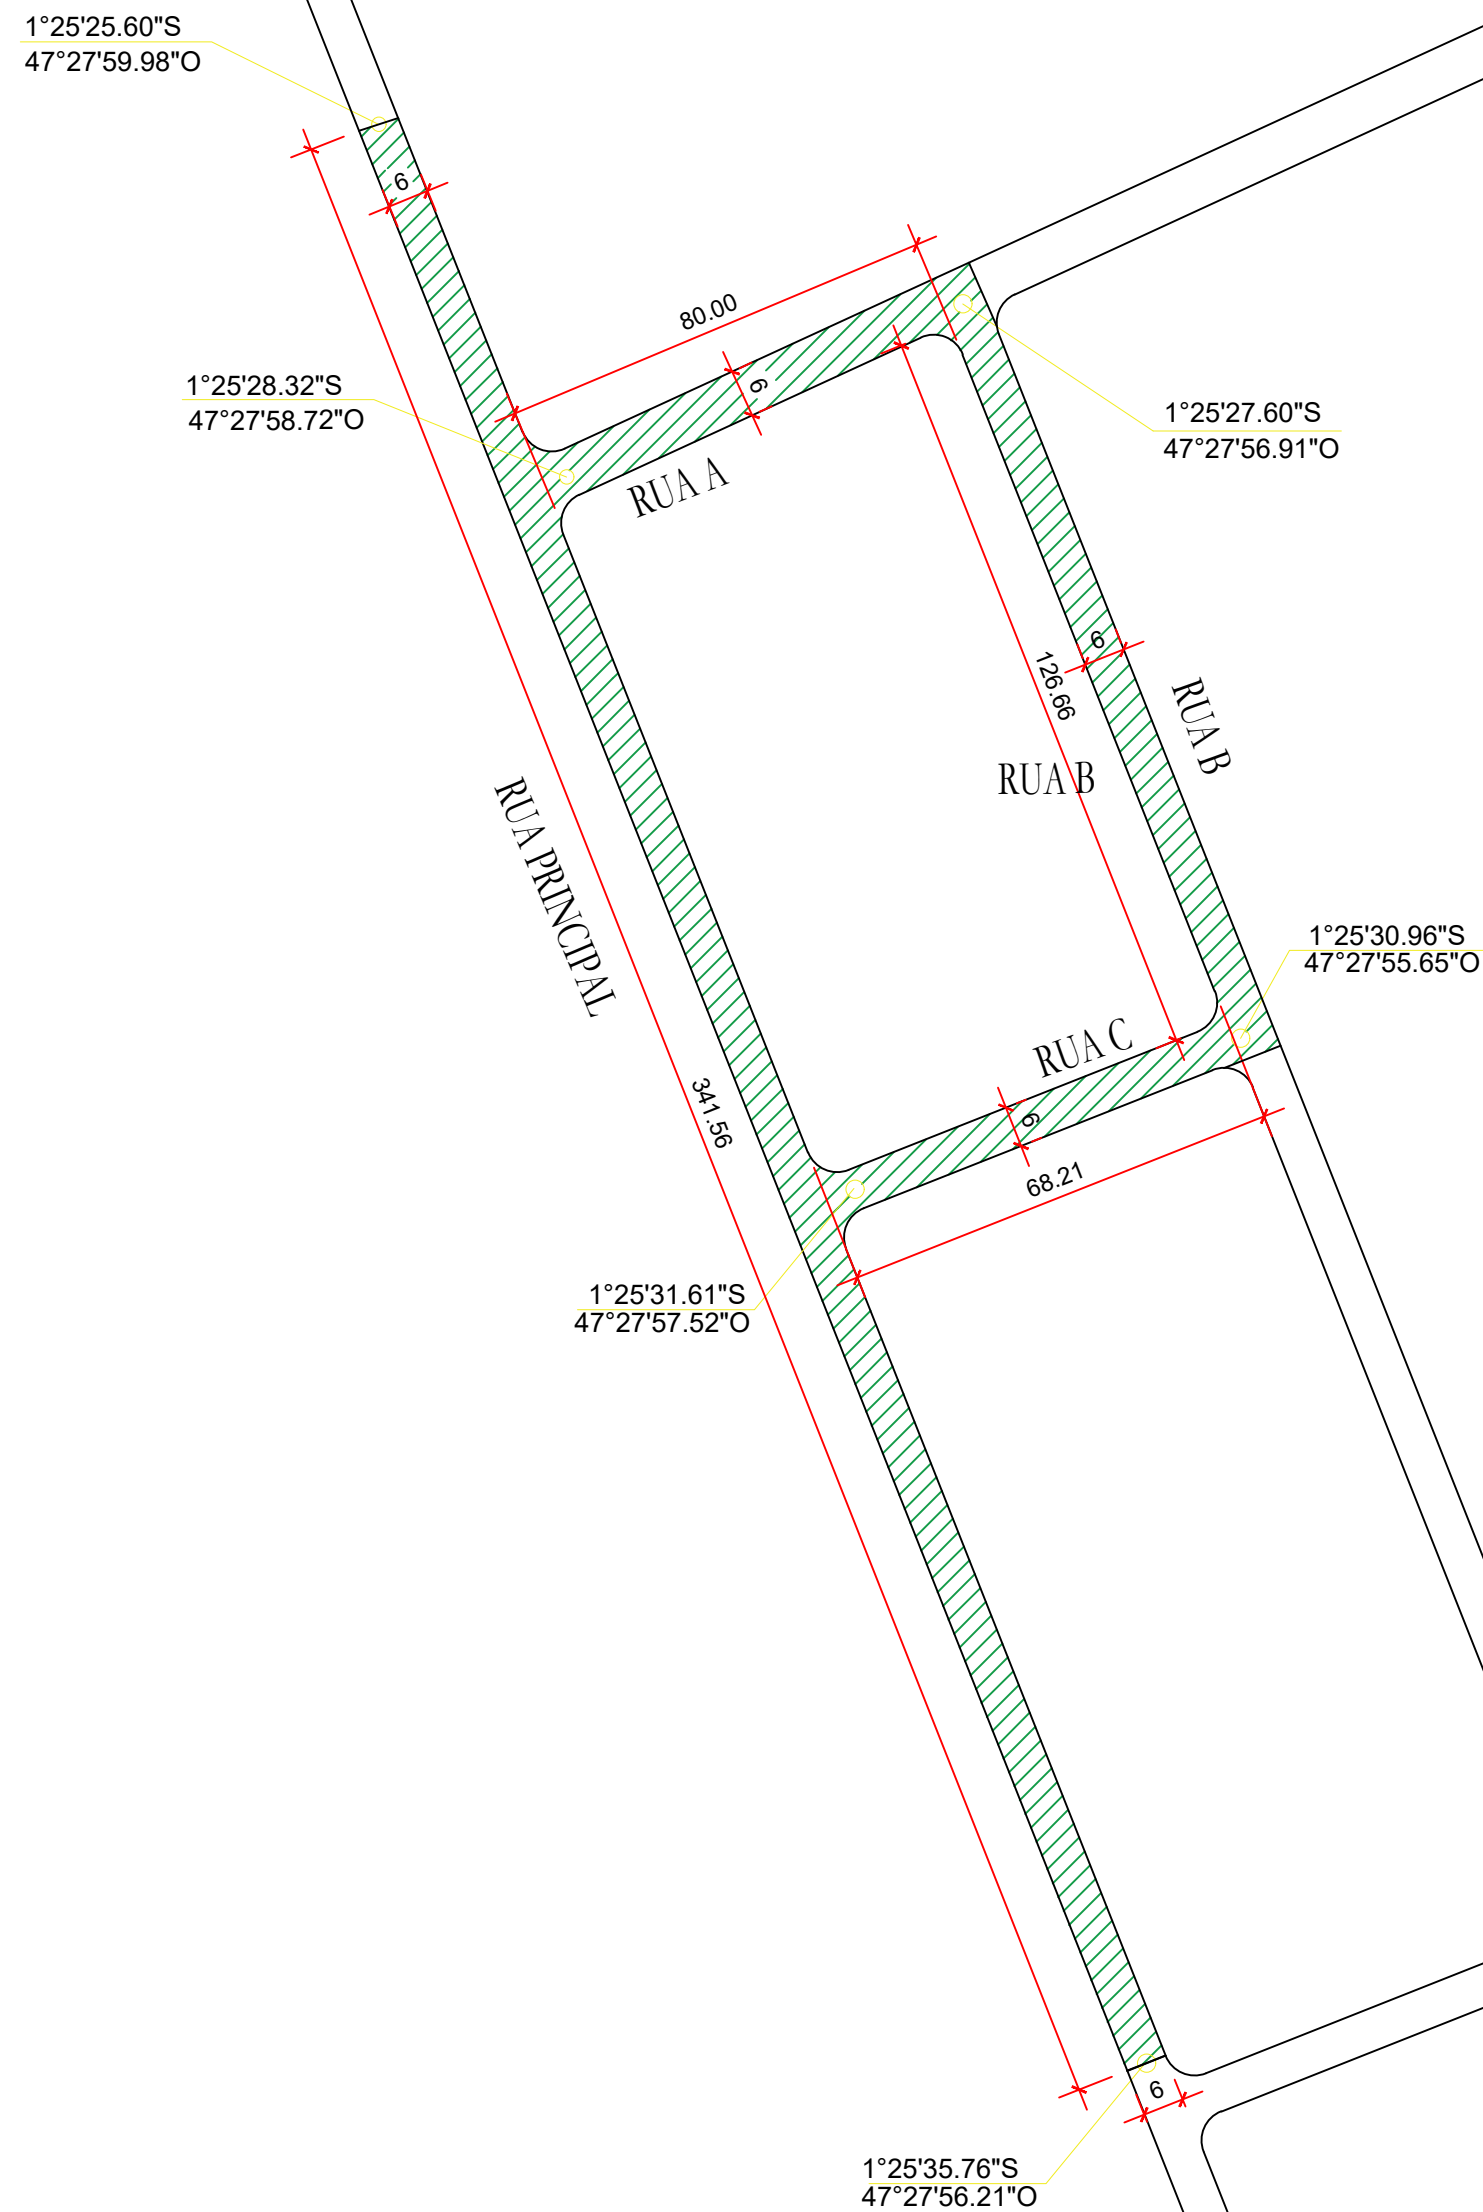 1°25'25.60"S
47°27'59.98"O
6
80.00
1°25'28.32"S
47°27'58.72"O
6
1°25'27.60"S
47°27'56.91"O
RUA A
6
126.66
RUA B
RUA B
RUA PRINCIPAL
1°25'30.96"S
47°27'55.65"O
RUA C
6
341.56
68.21
1°25'31.61"S
47°27'57.52"O
6
1°25'35.76"S
47°27'56.21"O